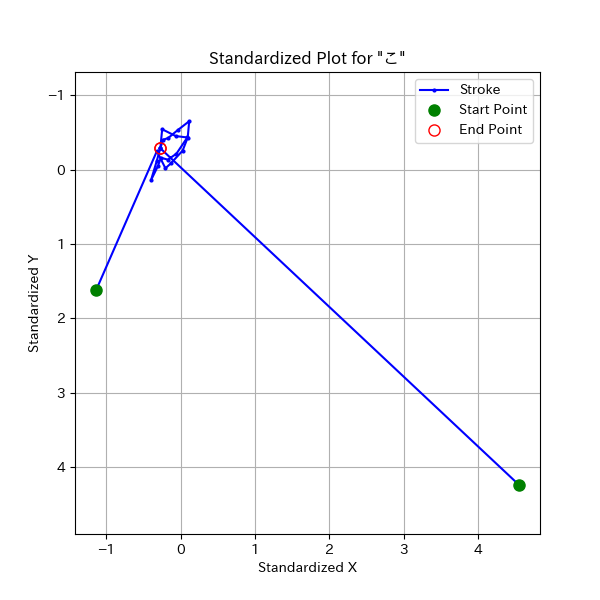 Standardized Plot for "こ"
Stroke
Start Point
End Point
Standardized Y
−1
0
1
2
3
4
−1 0 1 2 3 4
Standardized X